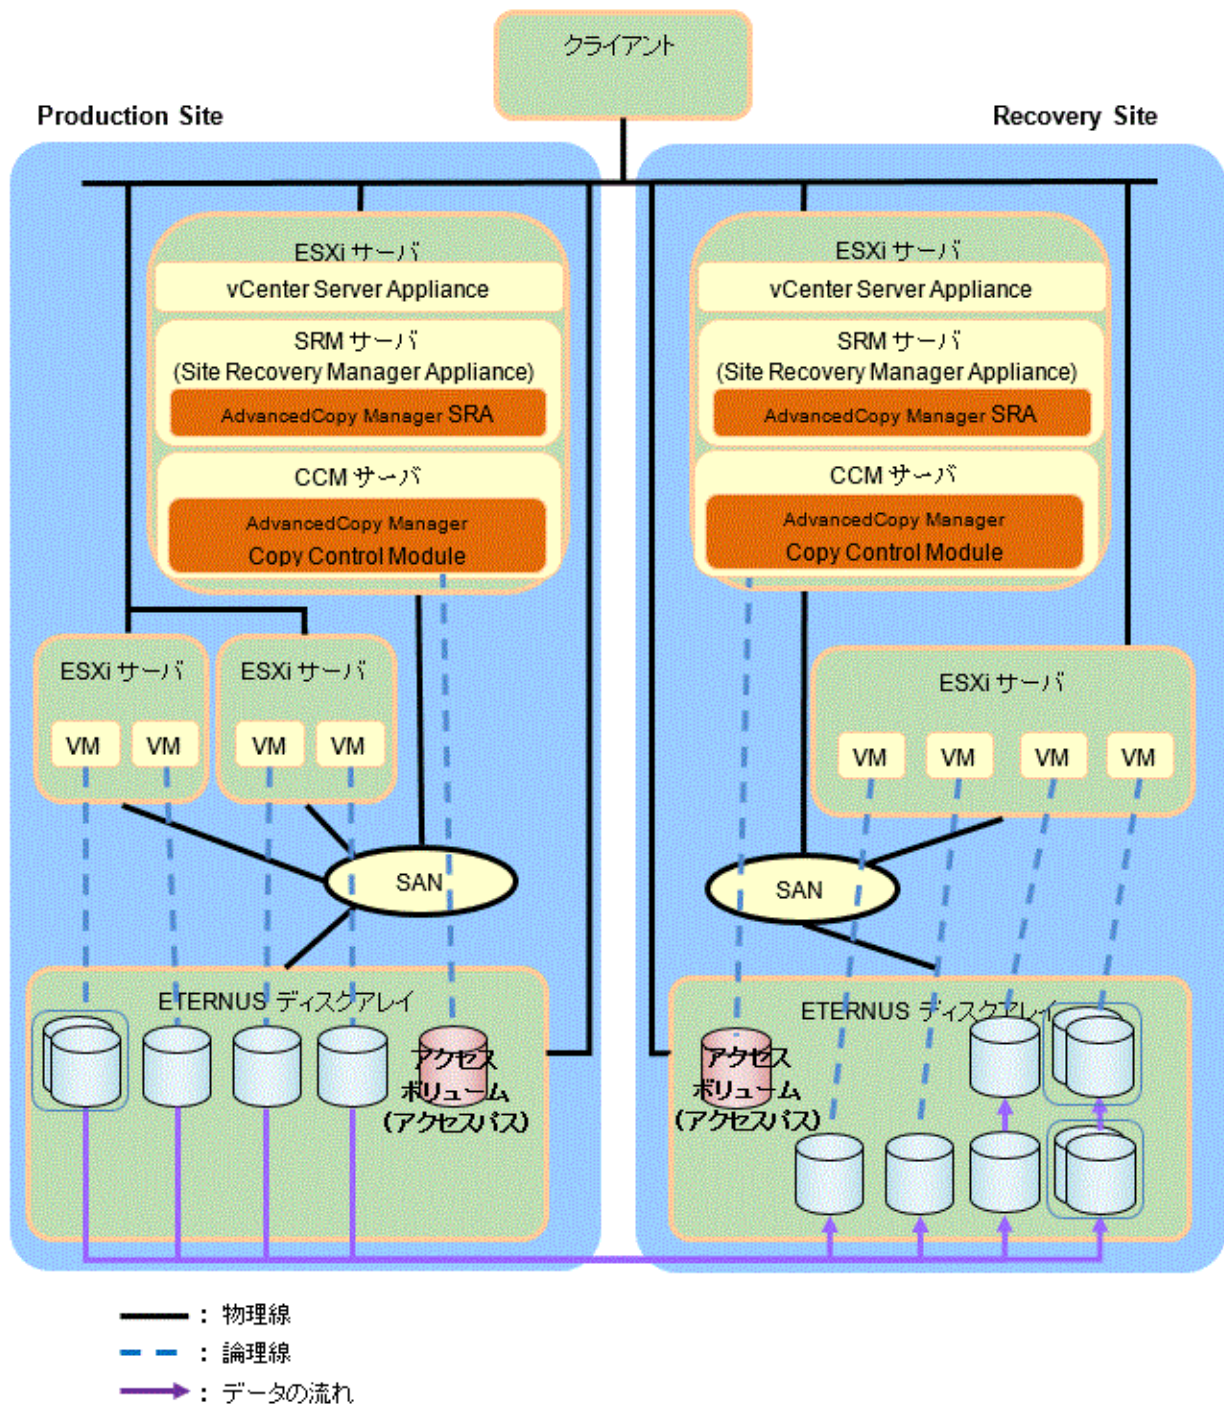 クライアント
Production Site
Recovery Site
ESXi サーバ
vCenter Server Appliance
SRM サーバ
(Site Recovery Manager Appliance)
AdvancedCopy Manager SRA
CCM サーバ
AdvancedCopy Manager
Copy Control Module
ESXi サーバ
vCenter Server Appliance
SRM サーバ
(Site Recovery Manager Appliance)
AdvancedCopy Manager SRA
CCM サーバ
AdvancedCopy Manager
Copy Control Module
ESXi サーバ
VM
VM
ESXi サーバ
VM
VM
ESXi サーバ
VM
VM
VM
VM
SAN
SAN
ETERNUS ディスクアレイ
アクセス
ボリューム
(アクセスパス)
ETERNUS ディスクアレイ
アクセス
ボリューム
(アクセスパス)
: 物理線
: 論理線
: データの流れ